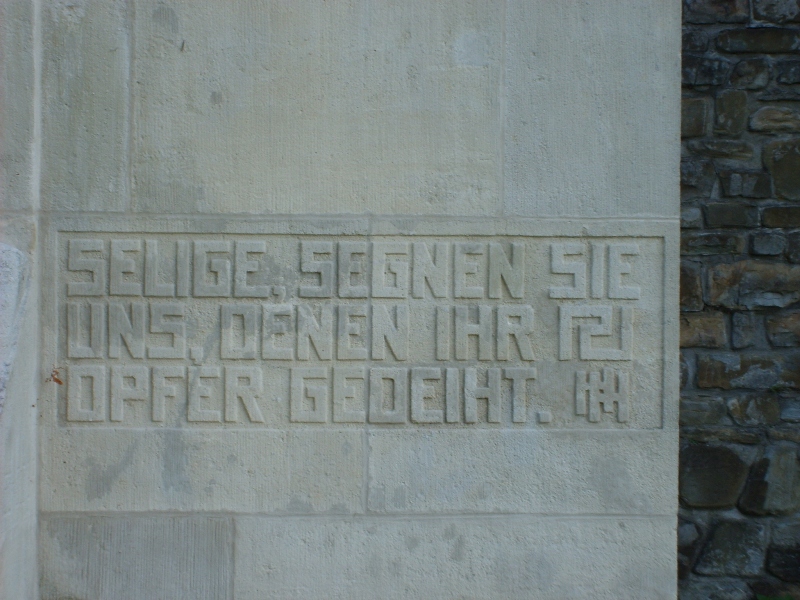 SELIGE, SEGNEN SIE
UNS, DENEN IHR
OPFER GEDEIHT.